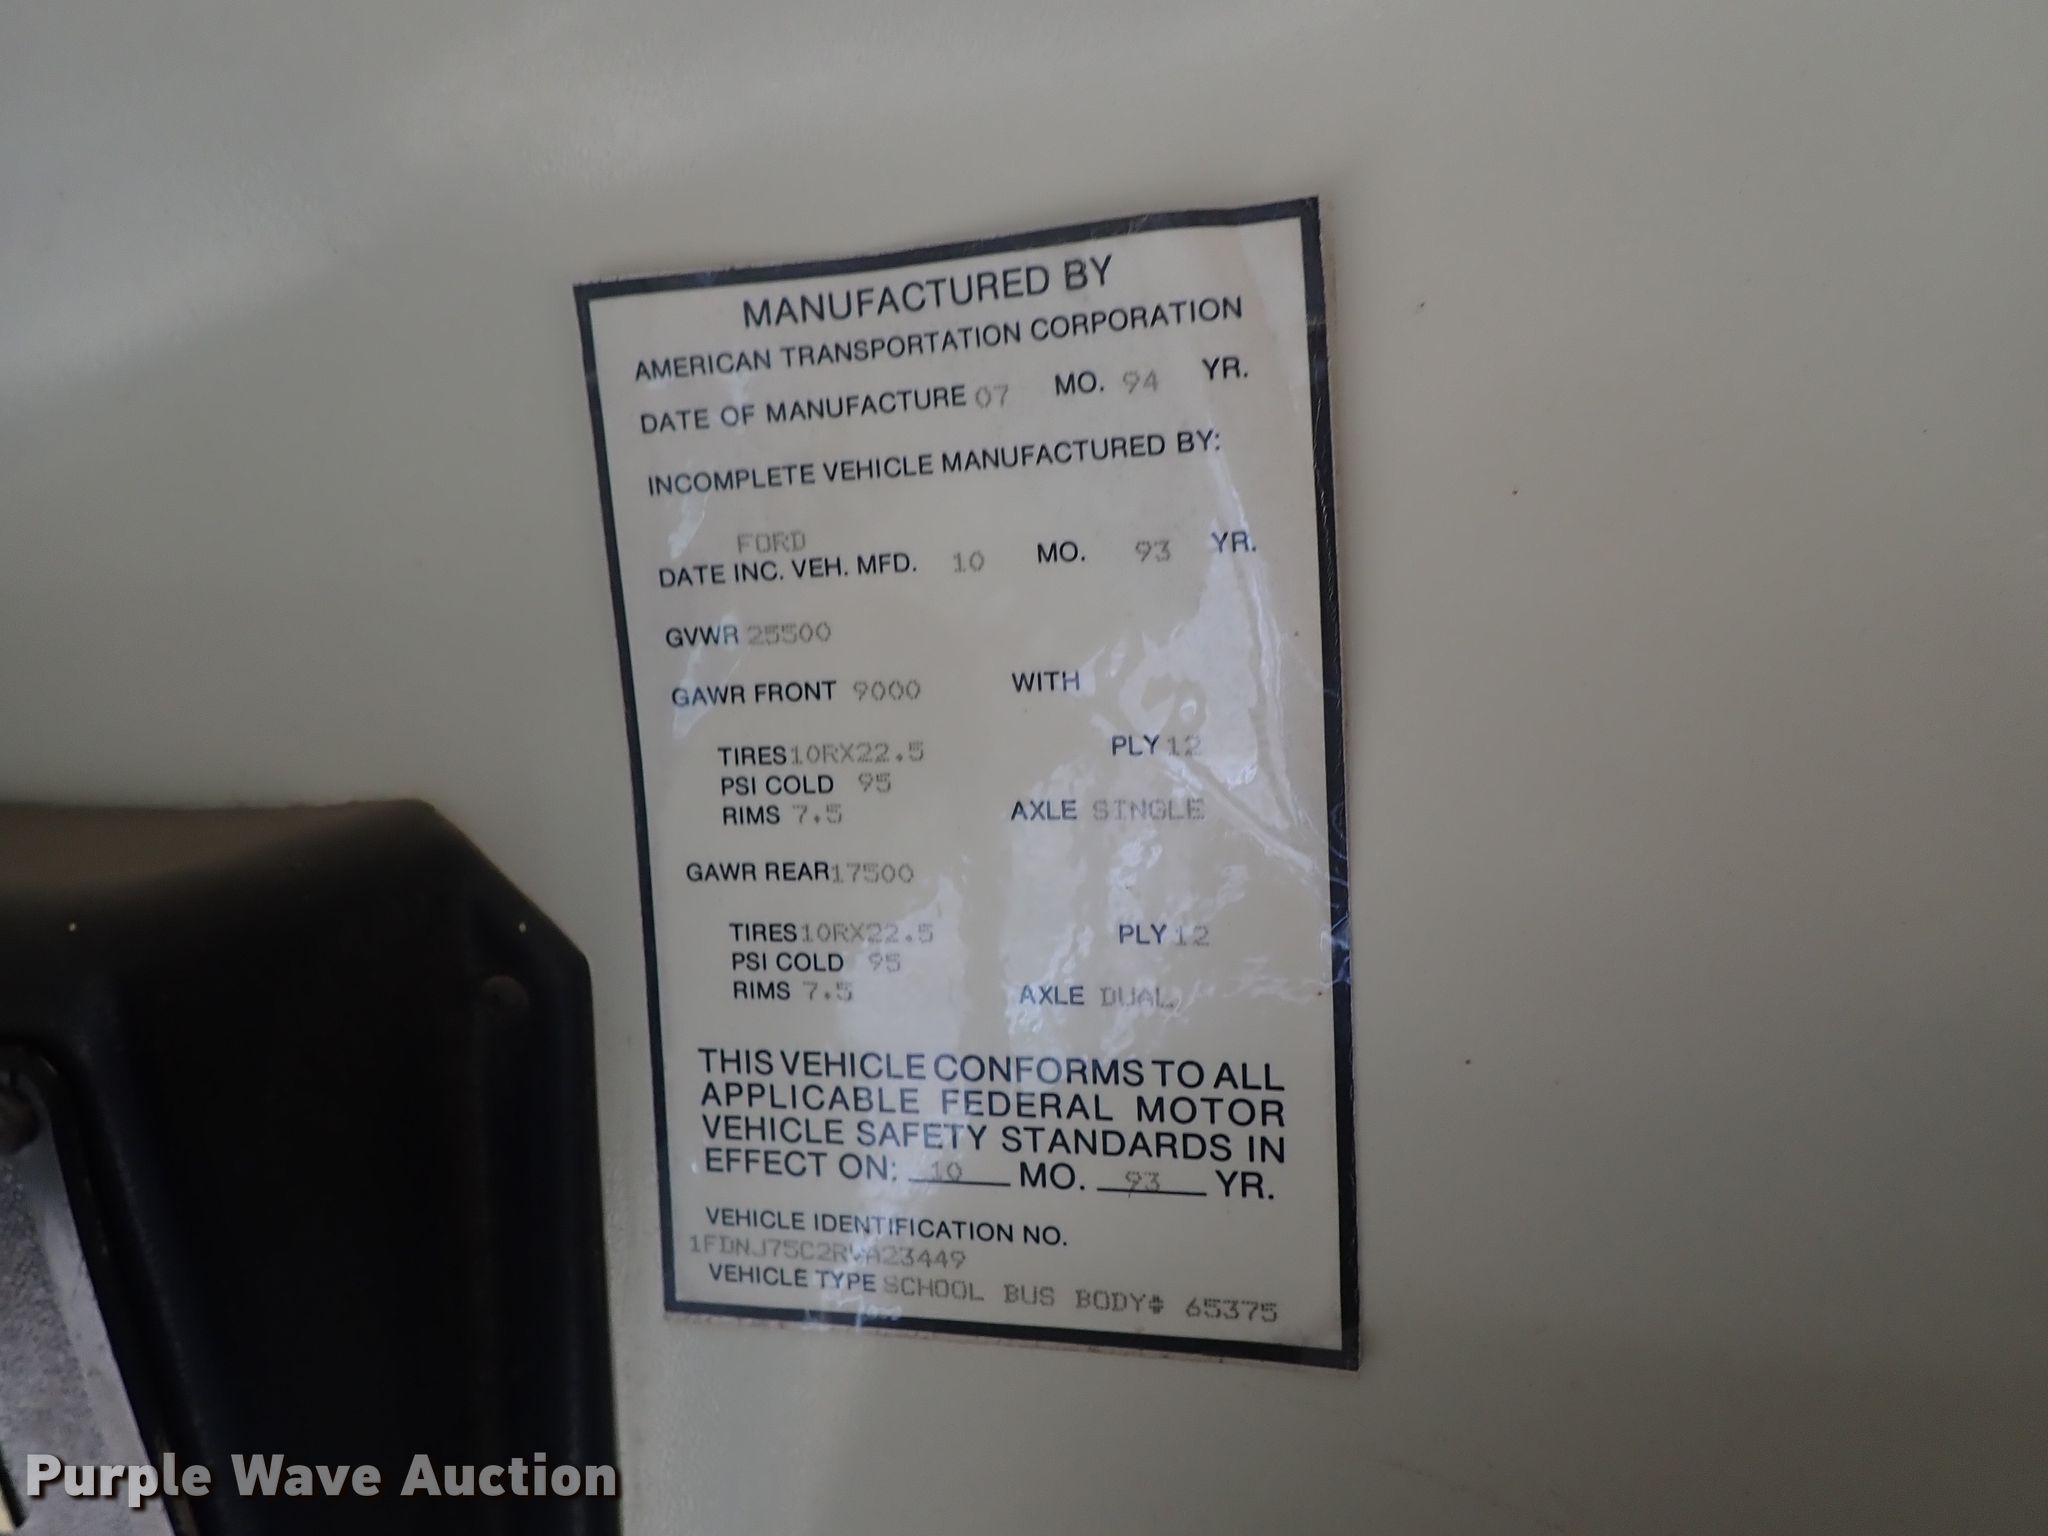 MANUFACTURED BY
AMERICAN TRANSPORTATION CORPORATION
DATE OF MANUFACTURE 07 MO. 94 YR.
INCOMPLETE VEHICLE MANUFACTURED BY:
FORD
DATE INC. VEH. MFD. 10 MO. 93 YR.
GVWR 25500
GAWR FRONT 9000 WITH
TIRES 10RX22.5 PLY 12
PSI COLD 95
RIMS 7.5 AXLE SINGLE
GAWR REAR 17500
TIRES 10RX22.5 PLY 12
PSI COLD 95
RIMS 7.5 AXLE DUAL
THIS VEHICLE CONFORMS TO ALL
APPLICABLE FEDERAL MOTOR
VEHICLE SAFETY STANDARDS IN
EFFECT ON: 10 MO. 93 YR.
VEHICLE IDENTIFICATION NO.
1FDNJ75C2RVA23449
VEHICLE TYPE SCHOOL BUS BODY# 65375
Purple Wave Auction